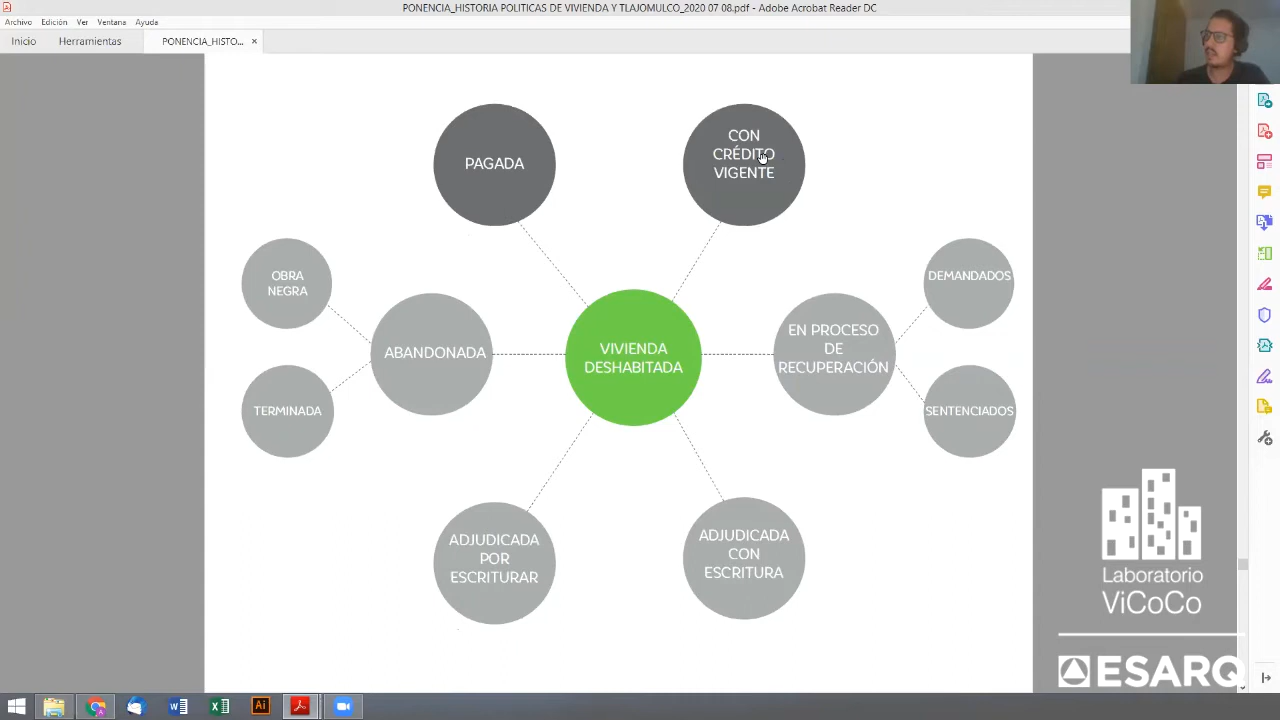 PONENCIA_HISTORIA POLITICAS DE VIVIENDA Y TLAJOMULCO_2020 07 08.pdf - Adobe Acrobat Reader DC
Archivo Edición Ver Ventana Ayuda
Inicio Herramientas PONENCIA_HISTO... ×
PAGADA
CON
CRÉDITO
VIGENTE
OBRA
NEGRA
DEMANDADOS
ABANDONADA
VIVIENDA
DESHABITADA
EN PROCESO
DE
RECUPERACIÓN
TERMINADA
SENTENCIADOS
ADJUDICADA
POR
ESCRITURAR
ADJUDICADA
CON
ESCRITURA
Laboratorio
ViCoCo
ESARQ
Ai